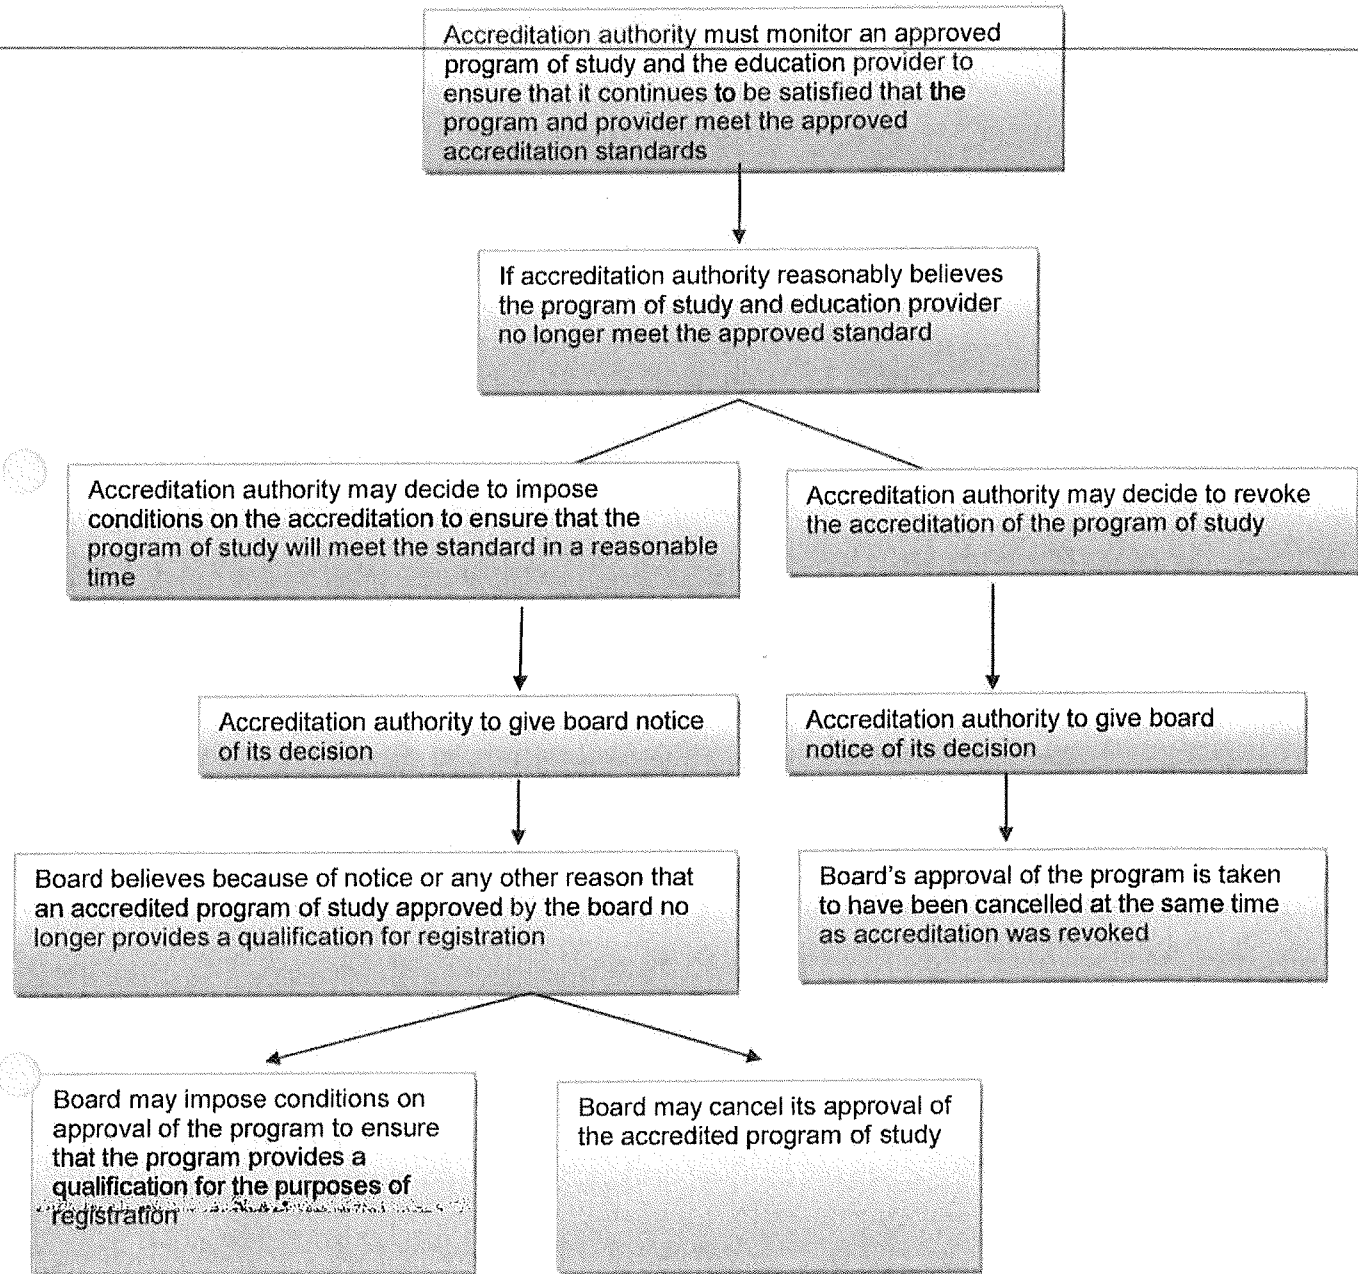 Accreditation authority must monitor an approved
program of study and the education provider to
ensure that it continues to be satisfied that the
program and provider meet the approved
accreditation standards
If accreditation authority reasonably believes
the program of study and education provider
no longer meet the approved standard
Accreditation authority may decide to impose
conditions on the accreditation to ensure that the
program of study will meet the standard in a reasonable
time
Accreditation authority may decide to revoke
the accreditation of the program of study
Accreditation authority to give board notice
of its decision
Accreditation authority to give board
notice of its decision
Board believes because of notice or any other reason that
an accredited program of study approved by the board no
longer provides a qualification for registration
Board's approval of the program is taken
to have been cancelled at the same time
as accreditation was revoked
Board may impose conditions on
approval of the program to ensure
that the program provides a
qualification for the purposes of
registration
Board may cancel its approval of
the accredited program of study